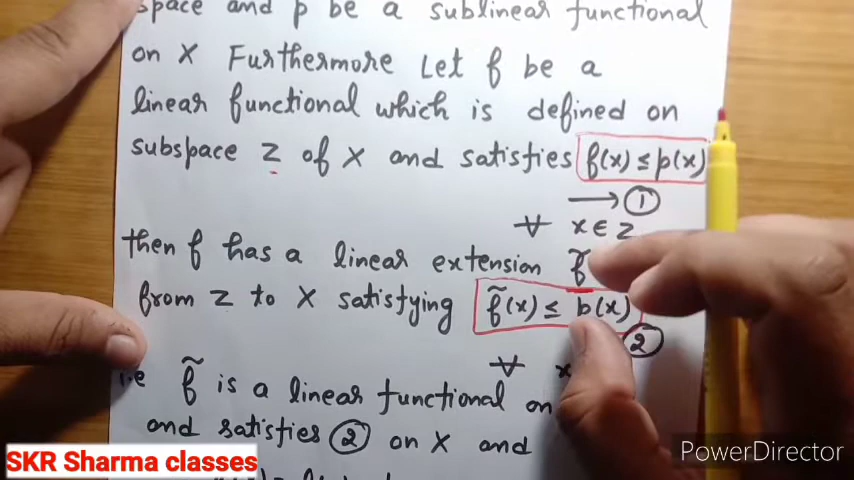 space and p be a sublinear functional
on X Furthermore Let f be a
linear functional which is defined on
subspace Z of X and satisfies f(x) ≤ p(x)
→ ①
∀ x ∈ Z
then f has a linear extension f̃
from Z to X satisfying f̃(x) ≤ p(x)
②
∀ x
i.e f̃ is a linear functional on
and satisfies ② on X and
SKR Sharma classes
PowerDirector